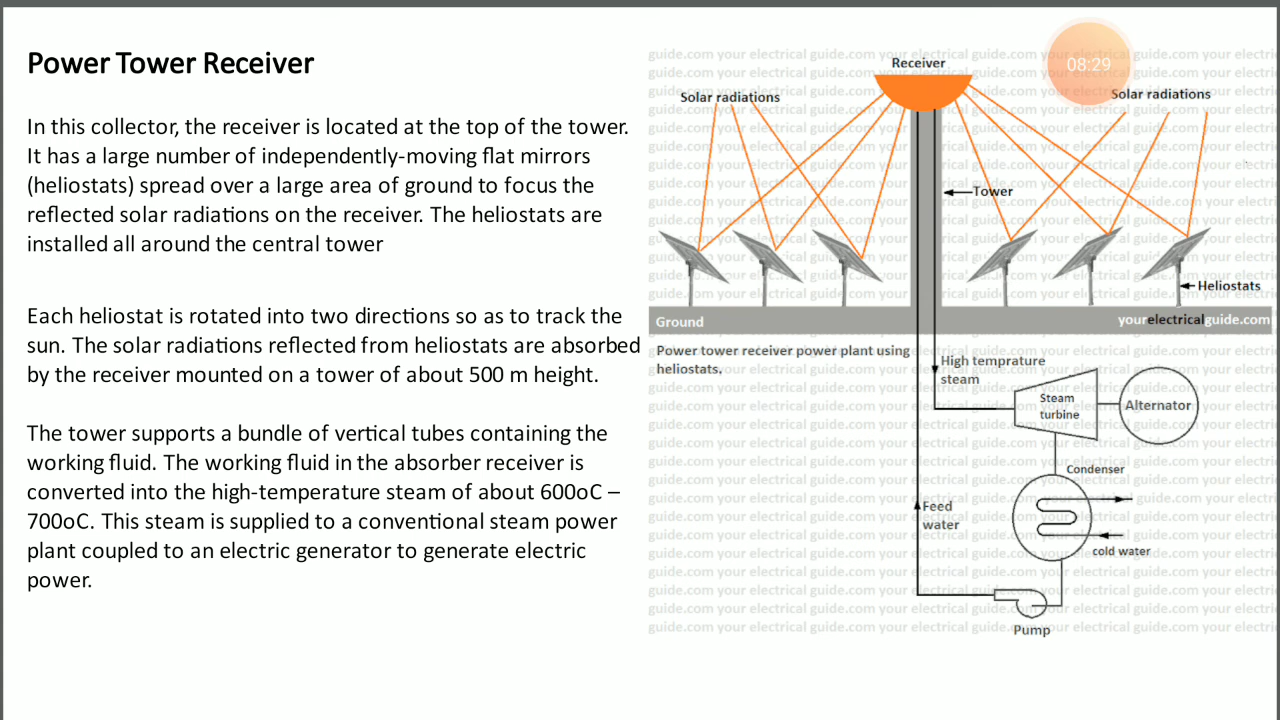 Power Tower Receiver
In this collector, the receiver is located at the top of the tower.
It has a large number of independently-moving flat mirrors
(heliostats) spread over a large area of ground to focus the
reflected solar radiations on the receiver. The heliostats are
installed all around the central tower
Each heliostat is rotated into two directions so as to track the
sun. The solar radiations reflected from heliostats are absorbed
by the receiver mounted on a tower of about 500 m height.
The tower supports a bundle of vertical tubes containing the
working fluid. The working fluid in the absorber receiver is
converted into the high-temperature steam of about 600oC –
700oC. This steam is supplied to a conventional steam power
plant coupled to an electric generator to generate electric
power.
Receiver
08:29
Solar radiations
Solar radiations
Tower
Heliostats
Ground
yourelectricalguide.com
Power tower receiver power plant using
heliostats.
High temprature
steam
Steam
turbine
Alternator
Condenser
Feed
water
cold water
Pump